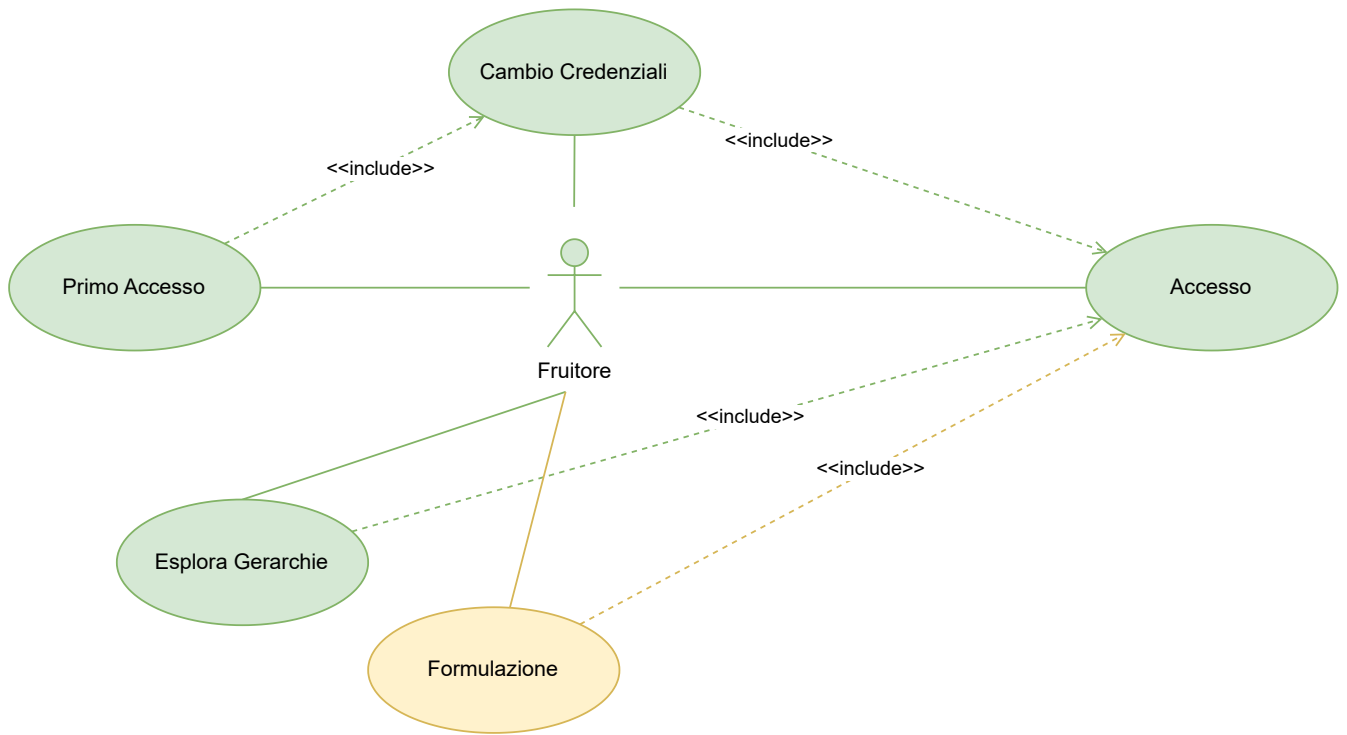 Cambio Credenziali
<<include>>
<<include>>
Primo Accesso
Accesso
Fruitore
<<include>>
<<include>>
Esplora Gerarchie
Formulazione